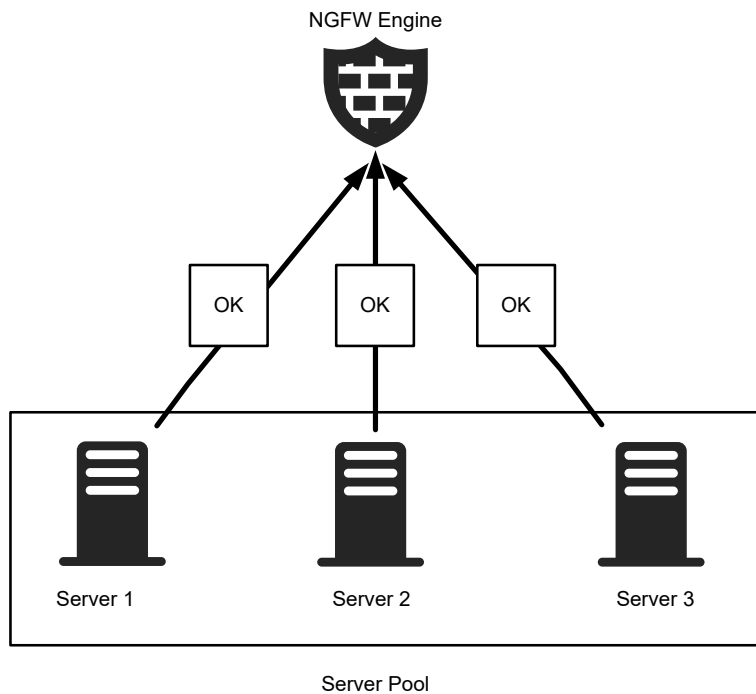 NGFW Engine
OK
OK
OK
Server 1
Server 2
Server 3
Server Pool